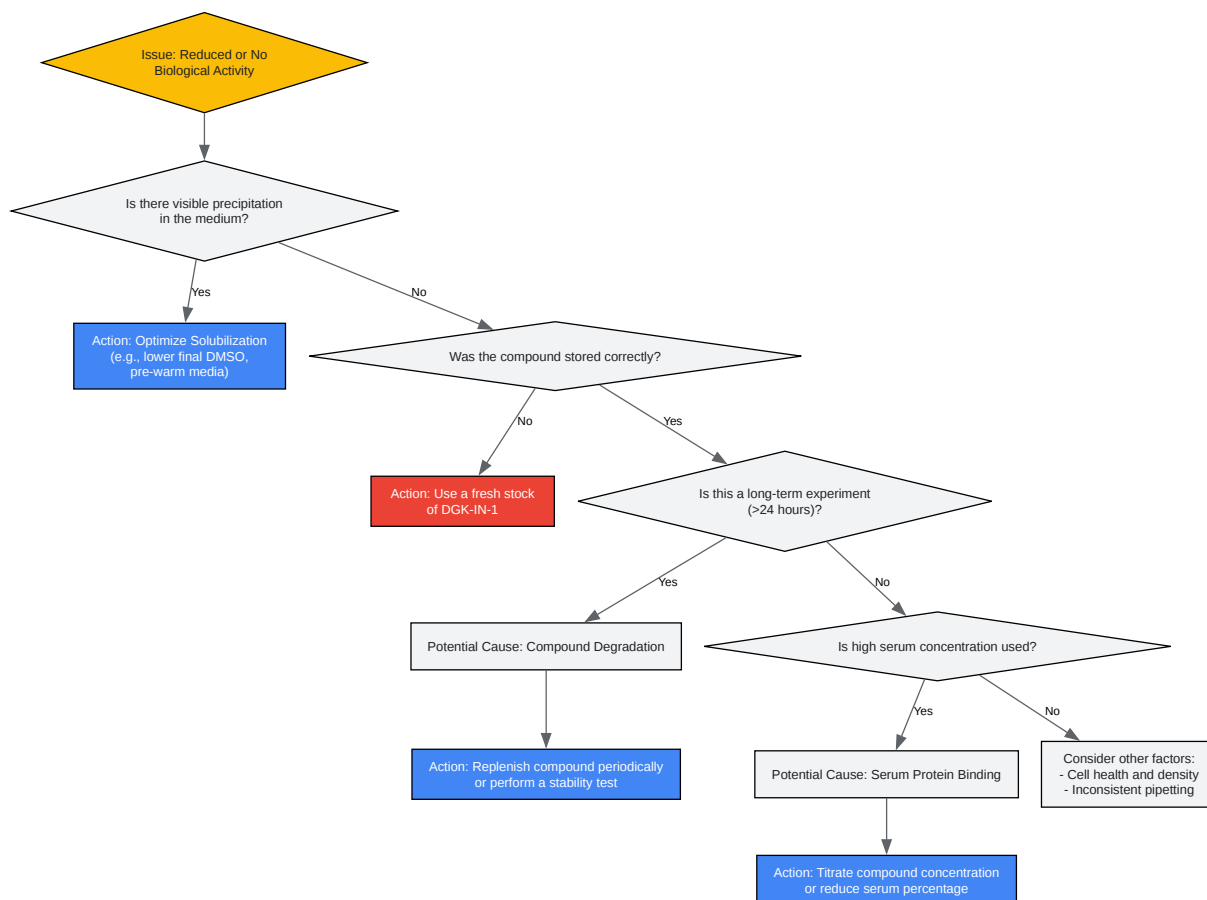 Issue: Reduced or No
Biological Activity
Is there visible precipitation
in the medium?
Yes
No
Action: Optimize Solubilization
(e.g., lower final DMSO,
pre-warm media)
Was the compound stored correctly?
No
Yes
Action: Use a fresh stock
of DGK-IN-1
Is this a long-term experiment
(>24 hours)?
Yes
No
Potential Cause: Compound Degradation
Is high serum concentration used?
Yes
No
Action: Replenish compound periodically
or perform a stability test
Potential Cause: Serum Protein Binding
Consider other factors:
- Cell health and density
- Inconsistent pipetting
Action: Titrate compound concentration
or reduce serum percentage